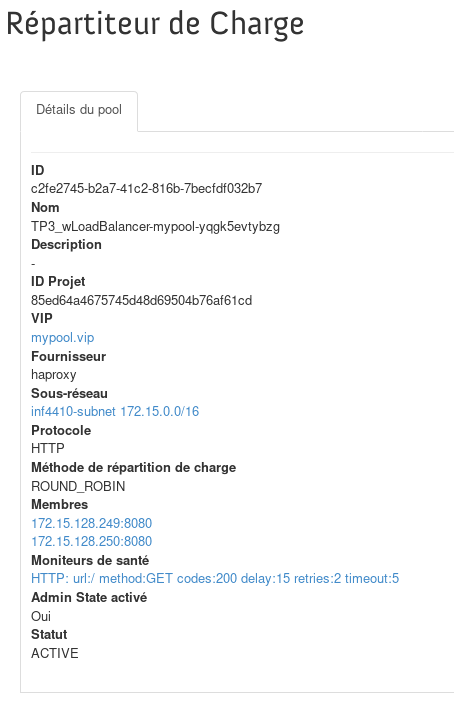 Répartiteur de Charge
Détails du pool
ID
c2fe2745-b2a7-41c2-816b-7becfdf032b7
Nom
TP3_wLoadBalancer-mypool-yqgk5evtybzg
Description
-
ID Projet
85ed64a4675745d48d69504b76af61cd
VIP
mypool.vip
Fournisseur
haproxy
Sous-réseau
inf4410-subnet 172.15.0.0/16
Protocole
HTTP
Méthode de répartition de charge
ROUND_ROBIN
Membres
172.15.128.249:8080
172.15.128.250:8080
Moniteurs de santé
HTTP: url:/ method:GET codes:200 delay:15 retries:2 timeout:5
Admin State activé
Oui
Statut
ACTIVE